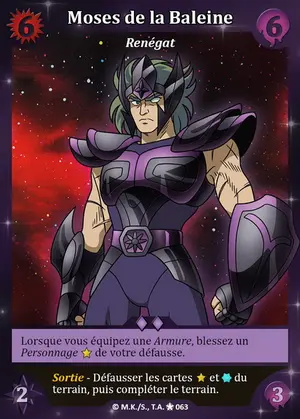 6 Moses de la Baleine 6
Renégat
Lorsque vous équipez une Armure, blessez un
Personnage de votre défausse.
2 Sortie - Défausser les cartes et du 3
terrain, puis compléter le terrain.
© M.K./S., T.A. 063